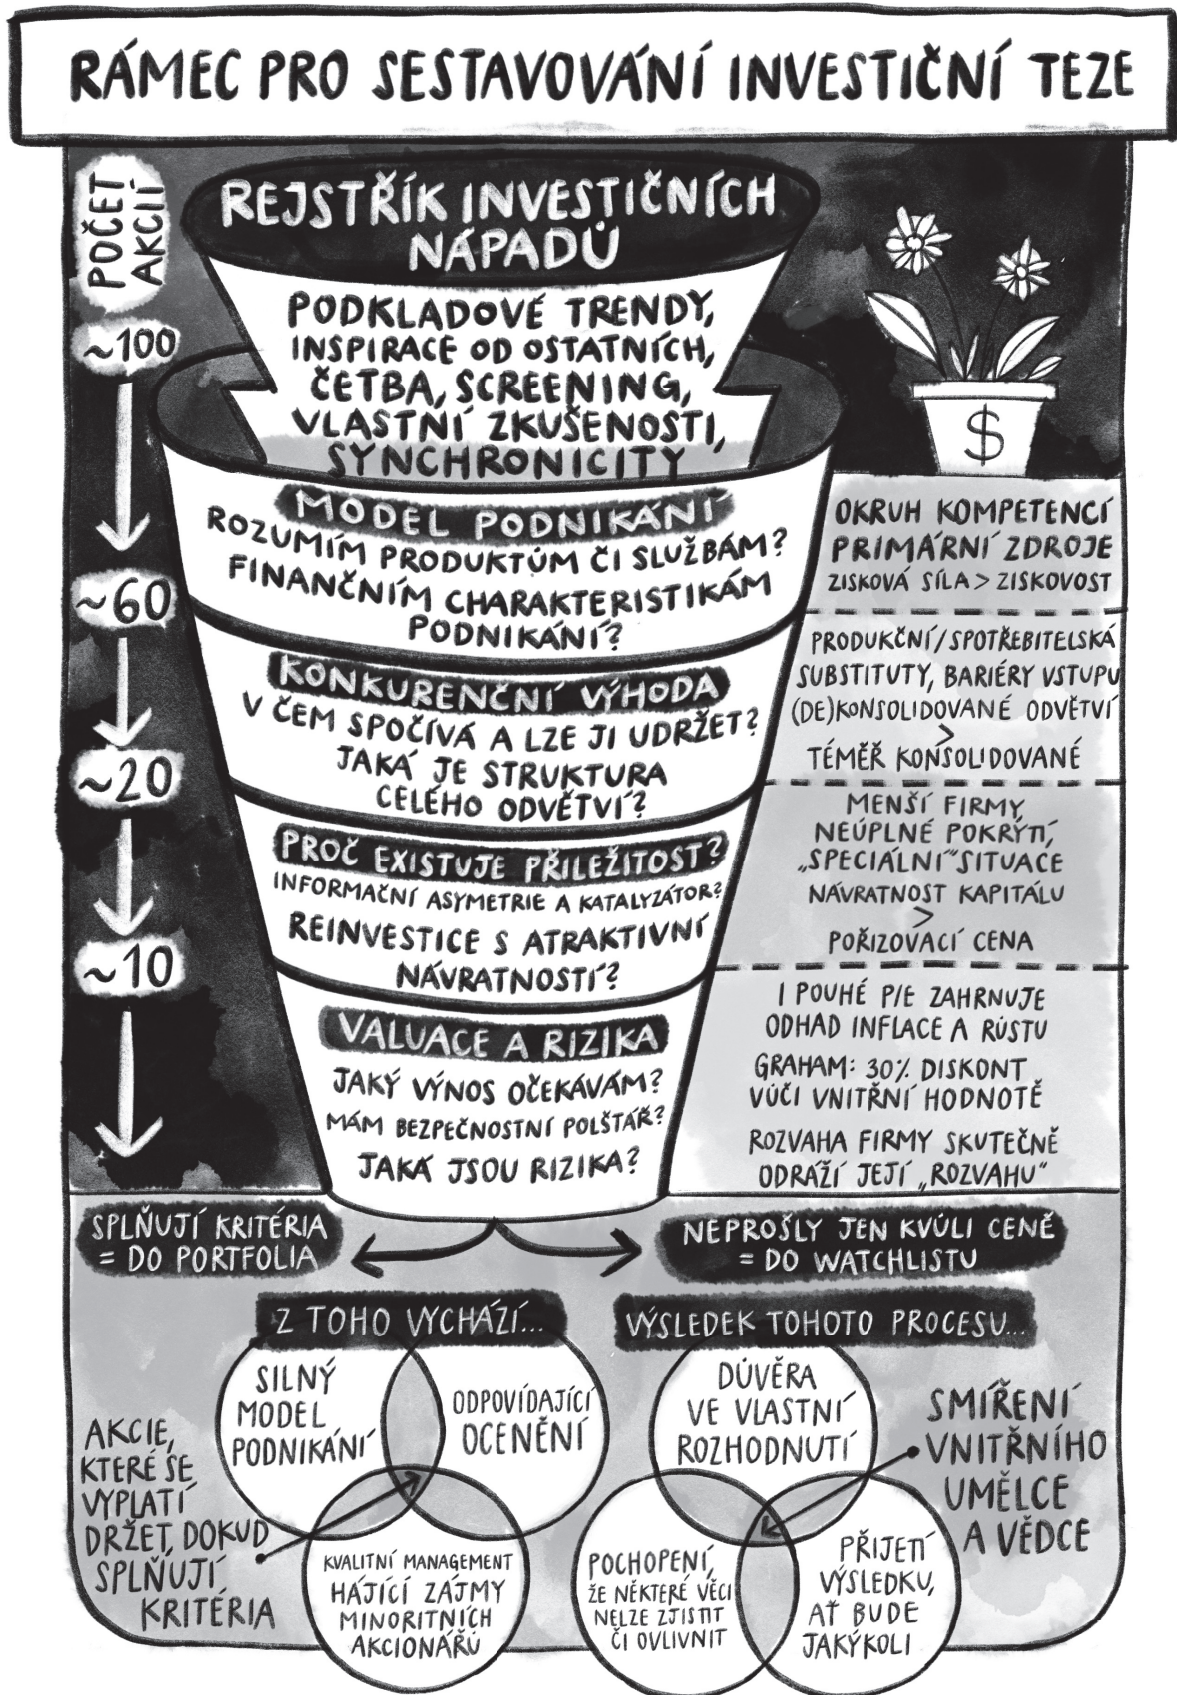 RÁMEC PRO SESTAVOVÁNÍ INVESTIČNÍ TEZE
POČET
AKCIÍ
~100
~60
~20
~10
REJSTŘÍK INVESTIČNÍCH
NÁPADŮ
PODKLADOVÉ TRENDY,
INSPIRACE OD OSTATNÍCH,
ČETBA, SCREENING,
VLASTNÍ ZKUŠENOSTI,
SYNCHRONICITY
$
MODEL PODNIKÁNÍ
ROZUMÍM PRODUKTŮM ČI SLUŽBÁM?
FINANČNÍM CHARAKTERISTIKÁM
PODNIKÁNÍ?
OKRUH KOMPETENCÍ
PRIMÁRNÍ ZDROJE
ZISKOVÁ SÍLA > ZISKOVOST
KONKURENČNÍ VÝHODA
V ČEM SPOČÍVÁ A LZE JI UDRŽET?
JAKÁ JE STRUKTURA
CELÉHO ODVĚTVÍ?
PRODUKČNÍ/SPOTŘEBITELSKÁ
SUBSTITUTY, BARIÉRY VSTUPU
(DE)KONSOLIDOVANÉ ODVĚTVÍ
>
TÉMĚŘ KONSOLIDOVANÉ
PROČ EXISTUJE PŘÍLEŽITOST?
INFORMAČNÍ ASYMETRIE A KATALYZÁTOR?
REINVESTICE S ATRAKTIVNÍ
NÁVRATNOSTÍ?
MENŠÍ FIRMY,
NEÚPLNÉ POKRYTÍ,
„SPECIÁLNÍ" SITUACE
NÁVRATNOST KAPITÁLU
>
POŘIZOVACÍ CENA
VALUACE A RIZIKA
JAKÝ VÝNOS OČEKÁVÁM?
MÁM BEZPEČNOSTNÍ POLŠTÁŘ?
JAKÁ JSOU RIZIKA?
I POUHÉ P/E ZAHRNUJE
ODHAD INFLACE A RŮSTU
GRAHAM: 30% DISKONT
VŮČI VNITŘNÍ HODNOTĚ
ROZVAHA FIRMY SKUTEČNĚ
ODRÁŽÍ JEJÍ „ROZVAHU"
SPLŇUJÍ KRITÉRIA
= DO PORTFOLIA
NEPROŠLY JEN KVŮLI CENĚ
= DO WATCHLISTU
Z TOHO VYCHÁZÍ...
SILNÝ
MODEL
PODNIKÁNÍ
ODPOVÍDAJÍCÍ
OCENĚNÍ
KVALITNÍ MANAGEMENT
HÁJÍCÍ ZÁJMY
MINORITNÍCH
AKCIONÁŘŮ
AKCIE,
KTERÉ SE
VYPLATÍ
DRŽET, DOKUD
SPLŇUJÍ
KRITÉRIA
VÝSLEDEK TOHOTO PROCESU...
DŮVĚRA
VE VLASTNÍ
ROZHODNUTÍ
POCHOPENÍ,
ŽE NĚKTERÉ VĚCI
NELZE ZJISTIT
ČI OVLIVNIT
PŘIJETÍ
VÝSLEDKU,
AŤ BUDE
JAKÝKOLI
SMÍŘENÍ
VNITŘNÍHO
UMĚLCE
A VĚDCE